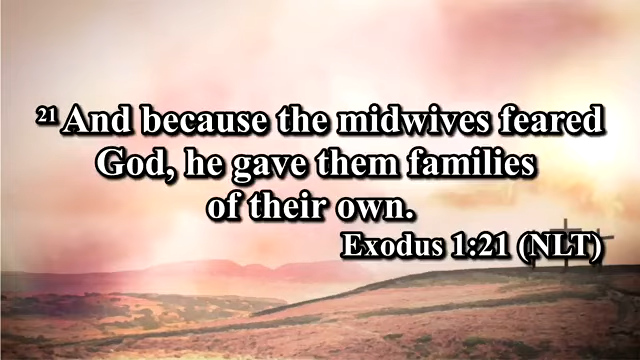 21 And because the midwives feared
God, he gave them families
of their own.
Exodus 1:21 (NLT)